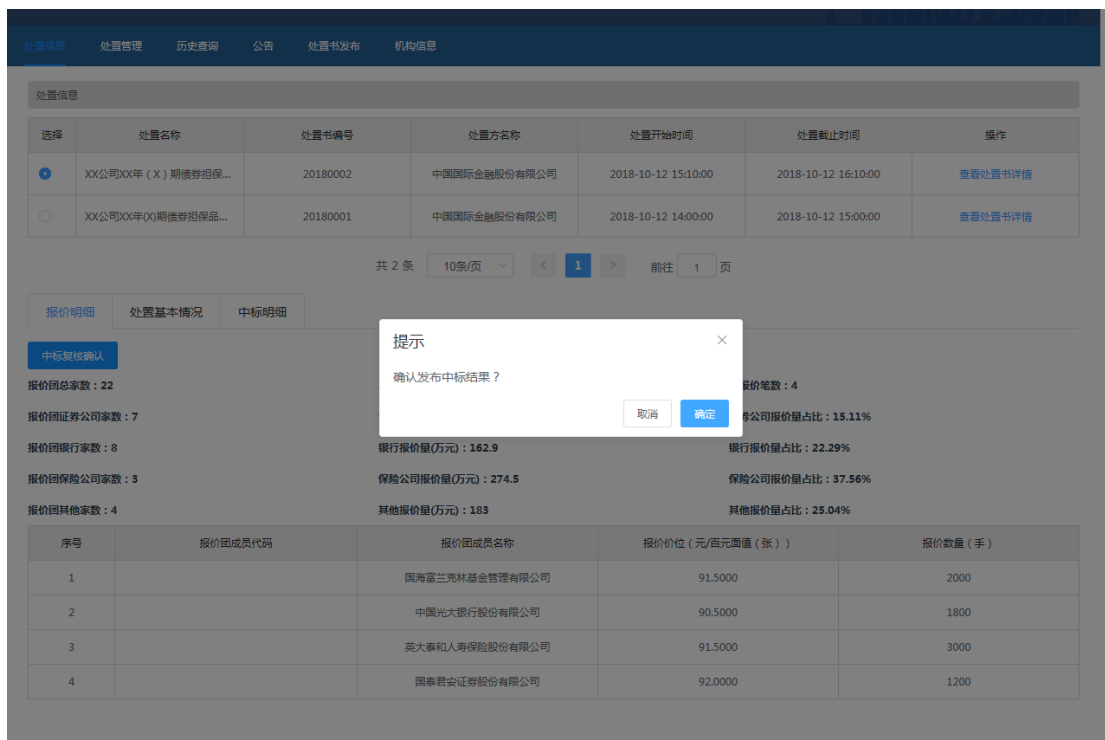 处置信息 处置管理 历史查询 公告 处置书发布 机构信息
处置信息
选择 处置名称 处置书编号 处置方名称 处置开始时间 处置截止时间 操作
XX公司XX年（X）期债券担保... 20180002 中国国际金融股份有限公司 2018-10-12 15:10:00 2018-10-12 16:10:00 查看处置书详情
XX公司XX年(X)期债券担保品... 20180001 中国国际金融股份有限公司 2018-10-12 14:00:00 2018-10-12 15:00:00 查看处置书详情
共 2 条 10条/页 < 1 > 前往 1 页
报价明细 处置基本情况 中标明细
提示 ×
中标复核确认
确认发布中标结果？
报价团总家数：22 报价笔数：4
取消 确定
报价团证券公司家数：7 券公司报价量占比：15.11%
报价团银行家数：8 银行报价量(万元)：162.9 银行报价量占比：22.29%
报价团保险公司家数：3 保险公司报价量(万元)：274.5 保险公司报价量占比：37.56%
报价团其他家数：4 其他报价量(万元)：183 其他报价量占比：25.04%
序号 报价团成员代码 报价团成员名称 报价价位（元/百元面值（张）） 报价数量（手）
1 国海富兰克林基金管理有限公司 91.5000 2000
2 中国光大银行股份有限公司 90.5000 1800
3 英大泰和人寿保险股份有限公司 91.5000 3000
4 国泰君安证券股份有限公司 92.0000 1200